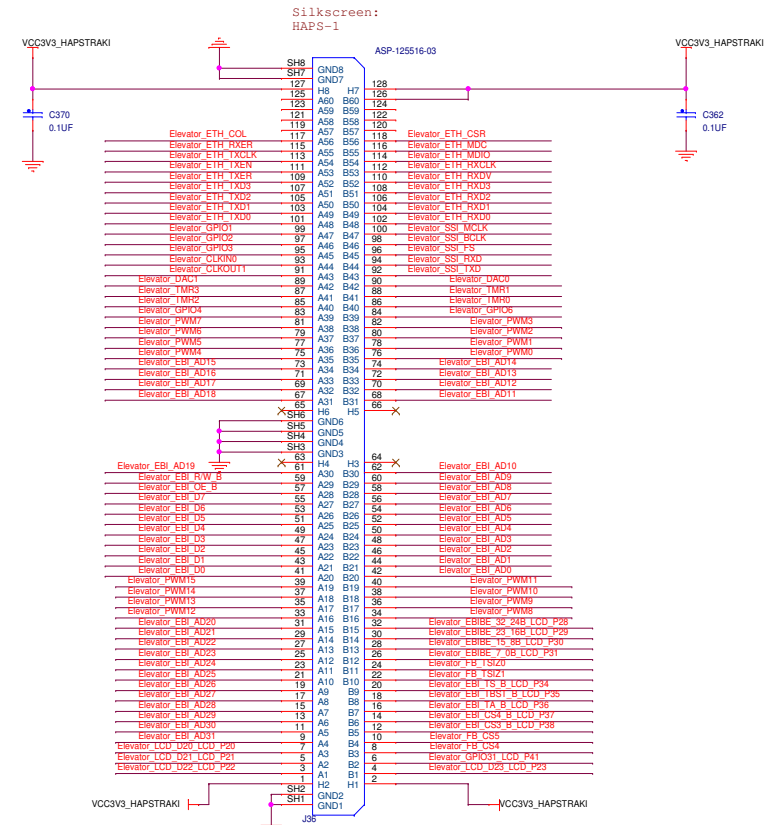 Silkscreen:
HAPS-1
VCC3V3_HAPSTRAKI
ASP-125516-03
VCC3V3_HAPSTRAKI
SH8 GND8
SH7 GND7
127 H8 H7 128
125 A60 B60 126
123 A59 B59 124
C370
0.1UF
C362
0.1UF
121 A58 B58 122
119 A57 B57 120
Elevator_ETH_COL 117 A56 B56 118 Elevator_ETH_CSR
Elevator_ETH_RXER 115 A55 B55 116 Elevator_ETH_MDC
Elevator_ETH_TXCLK 113 A54 B54 114 Elevator_ETH_MDIO
Elevator_ETH_TXEN 111 A53 B53 112 Elevator_ETH_RXCLK
Elevator_ETH_TXER 109 A52 B52 110 Elevator_ETH_RXDV
Elevator_ETH_TXD3 107 A51 B51 108 Elevator_ETH_RXD3
Elevator_ETH_TXD2 105 A50 B50 106 Elevator_ETH_RXD2
Elevator_ETH_TXD1 103 A49 B49 104 Elevator_ETH_RXD1
Elevator_ETH_TXD0 101 A48 B48 102 Elevator_ETH_RXD0
Elevator_GPIO1 99 A47 B47 100 Elevator_SSI_MCLK
Elevator_GPIO2 97 A46 B46 98 Elevator_SSI_BCLK
Elevator_GPIO3 95 A45 B45 96 Elevator_SSI_FS
Elevator_CLKIN0 93 A44 B44 94 Elevator_SSI_RXD
Elevator_CLKOUT1 91 A43 B43 92 Elevator_SSI_TXD
Elevator_DAC1 89 A42 B42 90 Elevator_DAC0
Elevator_TMR3 87 A41 B41 88 Elevator_TMR1
Elevator_TMR2 85 A40 B40 86 Elevator_TMR0
Elevator_GPIO4 83 A39 B39 84 Elevator_GPIO6
Elevator_PWM7 81 A38 B38 82 Elevator_PWM3
Elevator_PWM6 79 A37 B37 80 Elevator_PWM2
Elevator_PWM5 77 A36 B36 78 Elevator_PWM1
Elevator_PWM4 75 A35 B35 76 Elevator_PWM0
Elevator_EBI_AD15 73 A34 B34 74 Elevator_EBI_AD14
Elevator_EBI_AD16 71 A33 B33 72 Elevator_EBI_AD13
Elevator_EBI_AD17 69 A32 B32 70 Elevator_EBI_AD12
Elevator_EBI_AD18 67 A31 B31 68 Elevator_EBI_AD11
65 H6 H5 66
SH6 GND6
SH5 GND5
SH4 GND4
SH3 GND3
63 H4 H3 64
Elevator_EBI_AD19 61 A30 B30 62 Elevator_EBI_AD10
Elevator_EBI_R/W_B 59 A29 B29 60 Elevator_EBI_AD9
Elevator_EBI_OE_B 57 A28 B28 58 Elevator_EBI_AD8
Elevator_EBI_D7 55 A27 B27 56 Elevator_EBI_AD7
Elevator_EBI_D6 53 A26 B26 54 Elevator_EBI_AD6
Elevator_EBI_D5 51 A25 B25 52 Elevator_EBI_AD5
Elevator_EBI_D4 49 A24 B24 50 Elevator_EBI_AD4
Elevator_EBI_D3 47 A23 B23 48 Elevator_EBI_AD3
Elevator_EBI_D2 45 A22 B22 46 Elevator_EBI_AD2
Elevator_EBI_D1 43 A21 B21 44 Elevator_EBI_AD1
Elevator_EBI_D0 41 A20 B20 42 Elevator_EBI_AD0
Elevator_PWM15 39 A19 B19 40 Elevator_PWM11
Elevator_PWM14 37 A18 B18 38 Elevator_PWM10
Elevator_PWM13 35 A17 B17 36 Elevator_PWM9
Elevator_PWM12 33 A16 B16 34 Elevator_PWM8
Elevator_EBI_AD20 31 A15 B15 32 Elevator_EBIBE_32_24B_LCD_P28
Elevator_EBI_AD21 29 A14 B14 30 Elevator_EBIBE_23_16B_LCD_P29
Elevator_EBI_AD22 27 A13 B13 28 Elevator_EBIBE_15_8B_LCD_P30
Elevator_EBI_AD23 25 A12 B12 26 Elevator_EBIBE_7_0B_LCD_P31
Elevator_EBI_AD24 23 A11 B11 24 Elevator_FB_TSIZ0
Elevator_EBI_AD25 21 A10 B10 22 Elevator_FB_TSIZ1
Elevator_EBI_AD26 19 A9 B9 20 Elevator_EBI_TS_B_LCD_P34
Elevator_EBI_AD27 17 A8 B8 18 Elevator_EBI_TBST_B_LCD_P35
Elevator_EBI_AD28 15 A7 B7 16 Elevator_EBI_TA_B_LCD_P36
Elevator_EBI_AD29 13 A6 B6 14 Elevator_EBI_CS4_B_LCD_P37
Elevator_EBI_AD30 11 A5 B5 12 Elevator_EBI_CS3_B_LCD_P38
Elevator_EBI_AD31 9 A4 B4 10 Elevator_FB_CS5
Elevator_LCD_D20_LCD_P20 7 A3 B3 8 Elevator_FB_CS4
Elevator_LCD_D21_LCD_P21 5 A2 B2 6 Elevator_GPIO31_LCD_P41
Elevator_LCD_D22_LCD_P22 3 A1 B1 4 Elevator_LCD_D23_LCD_P23
1 H2 H1 2
SH2 GND2
SH1 GND1
VCC3V3_HAPSTRAKI
VCC3V3_HAPSTRAKI
J36